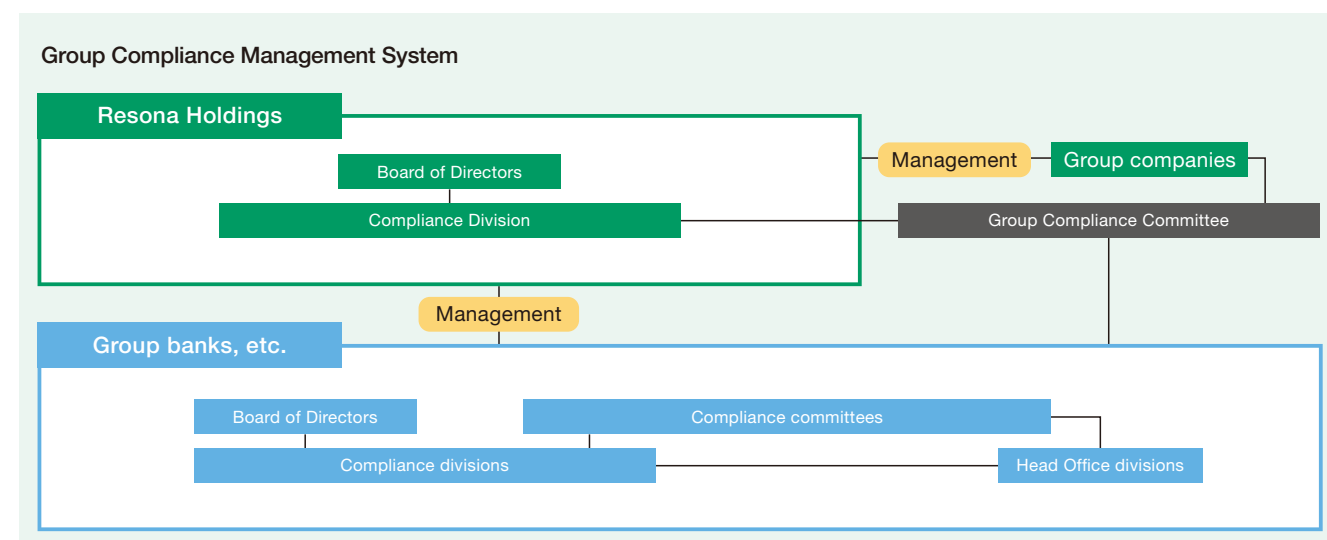 Group Compliance Management System
Resona Holdings
Board of Directors
Compliance Division
Management
Group companies
Group Compliance Committee
Management
Group banks, etc.
Board of Directors
Compliance committees
Compliance divisions
Head Office divisions